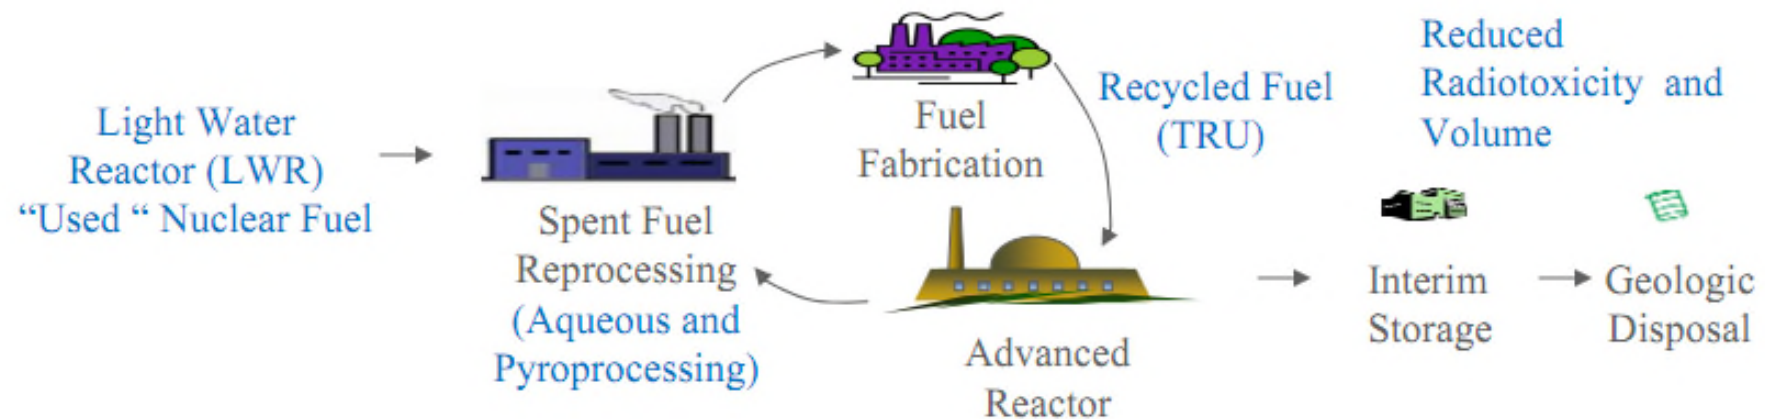 Light Water
Reactor (LWR)
“Used “ Nuclear Fuel
Spent Fuel
Reprocessing
(Aqueous and
Pyroprocessing)
Fuel
Fabrication
Recycled Fuel
(TRU)
Advanced
Reactor
Reduced
Radiotoxicity and
Volume
Interim
Storage
Geologic
Disposal